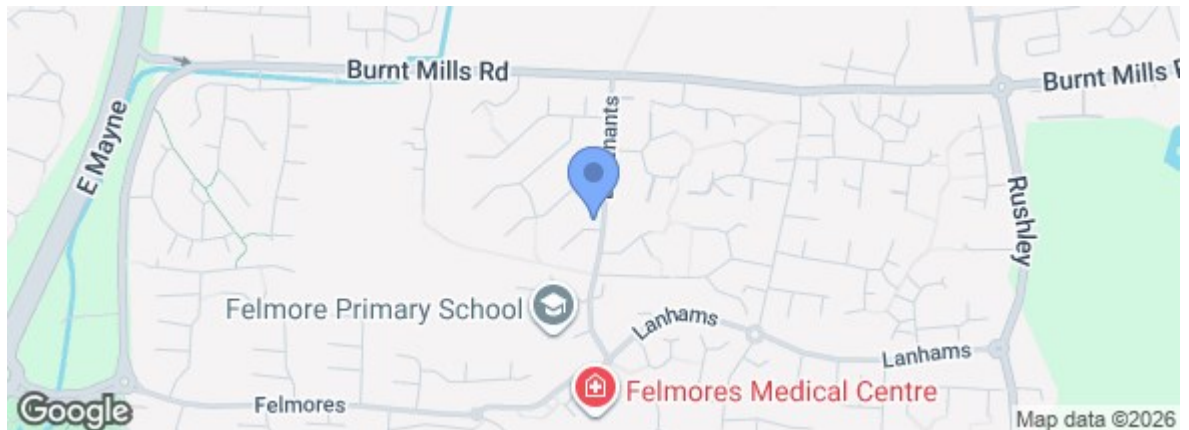 Burnt Mills Rd
Burnt Mills R
E Mayne
Rushley
Felmore Primary School
Lanhams
Lanhams
Felmores Medical Centre
Felmores
Google
Map data ©2026